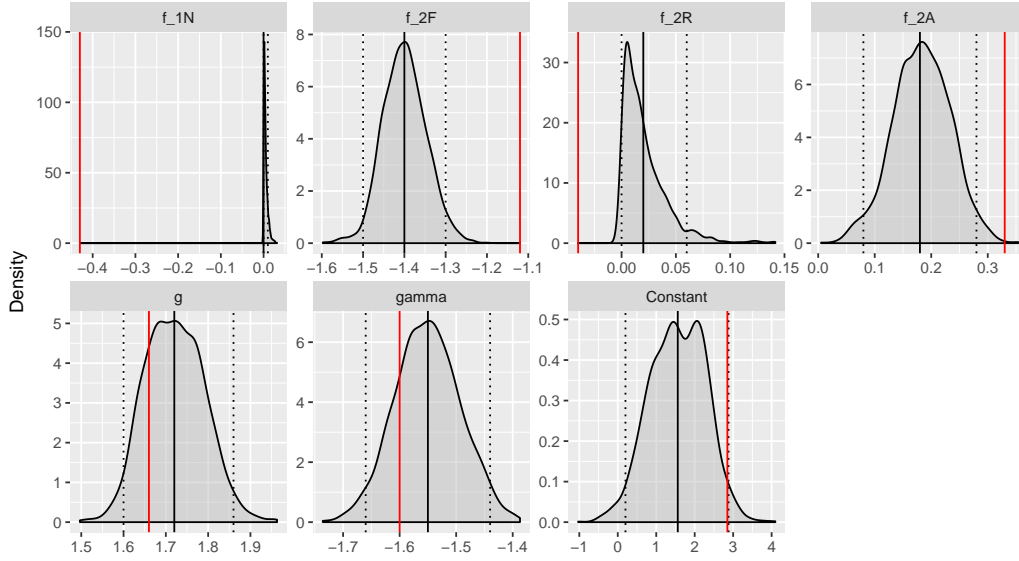 f_1N f_2F f_2R f_2A
150 8 30 6
100 6 20 4
50 4 10 2
0 2 0 0
0
−0.4 −0.3 −0.2 −0.1 0.0 −1.6 −1.5 −1.4 −1.3 −1.2 −1.1 0.00 0.05 0.10 0.15 0.0 0.1 0.2 0.3
Density
g gamma Constant
5 6 0.5
4 4 0.4
3 2 0.3
2 0 0.2
1 0.1
0 0.0
1.5 1.6 1.7 1.8 1.9 −1.7 −1.6 −1.5 −1.4 −1 0 1 2 3 4